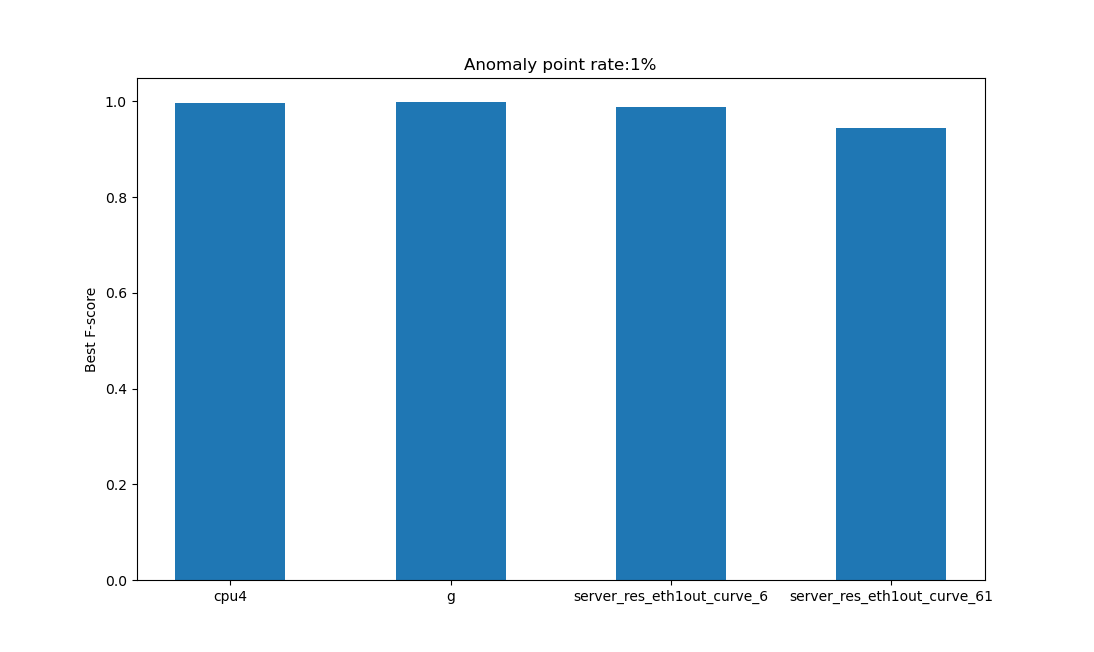 Anomaly point rate:1%
1.0
0.8
0.6
0.4
0.2
0.0
Best F-score
cpu4
g
server_res_eth1out_curve_6
server_res_eth1out_curve_61